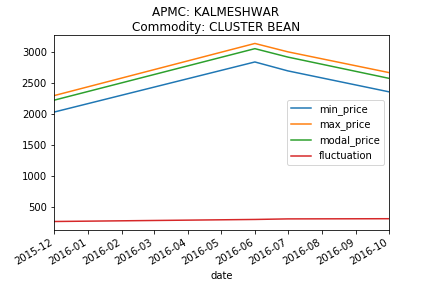 APMC: KALMESHWAR
Commodity: CLUSTER BEAN
3000
2500
2000
1500
1000
500
min_price
max_price
modal_price
fluctuation
2015-12
2016-01
2016-02
2016-03
2016-04
2016-05
2016-06
2016-07
2016-08
2016-09
2016-10
date